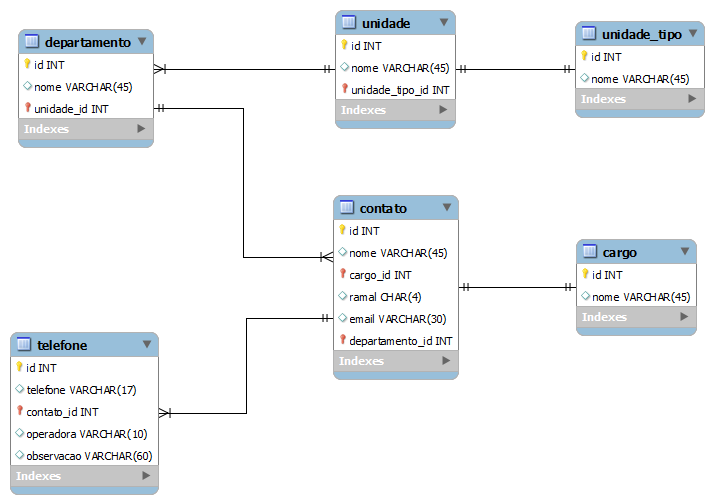 departamento
id INT
nome VARCHAR(45)
unidade_id INT
Indexes
unidade
id INT
nome VARCHAR(45)
unidade_tipo_id INT
Indexes
unidade_tipo
id INT
nome VARCHAR(45)
Indexes
contato
id INT
nome VARCHAR(45)
cargo_id INT
ramal CHAR(4)
email VARCHAR(30)
departamento_id INT
Indexes
cargo
id INT
nome VARCHAR(45)
Indexes
telefone
id INT
telefone VARCHAR(17)
contato_id INT
operadora VARCHAR(10)
observacao VARCHAR(60)
Indexes